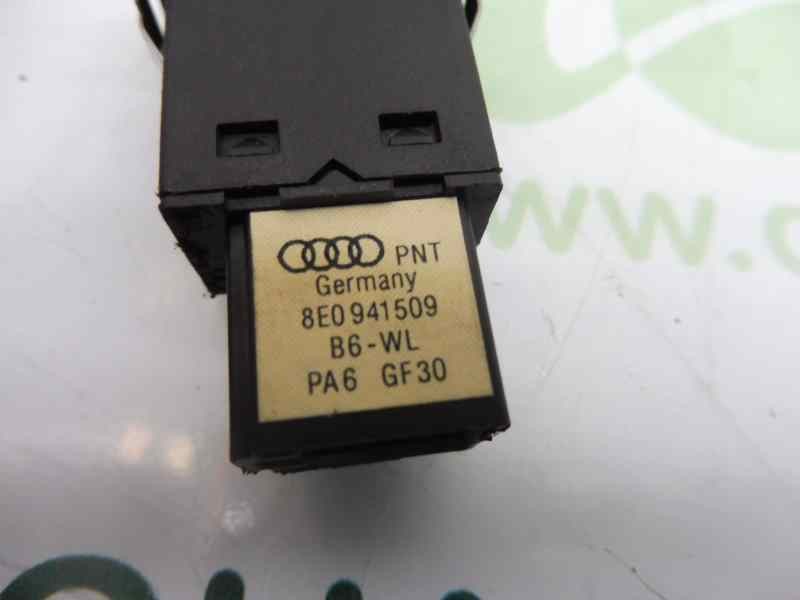 PNT
Germany
8E0 941509
B6-WL
PA6 GF30